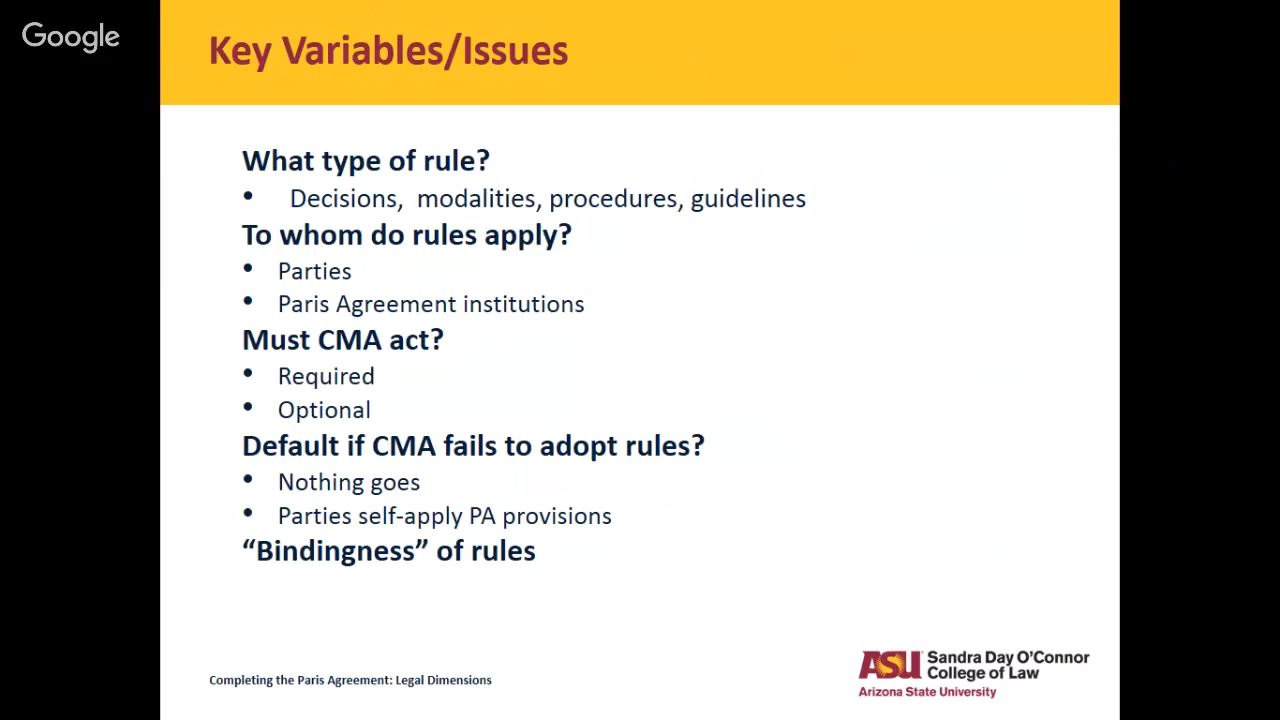 Google
Key Variables/Issues
What type of rule?
• Decisions, modalities, procedures, guidelines
To whom do rules apply?
• Parties
• Paris Agreement institutions
Must CMA act?
• Required
• Optional
Default if CMA fails to adopt rules?
• Nothing goes
• Parties self-apply PA provisions
“Bindingness” of rules
Completing the Paris Agreement: Legal Dimensions
ASU Sandra Day O’Connor
College of Law
Arizona State University